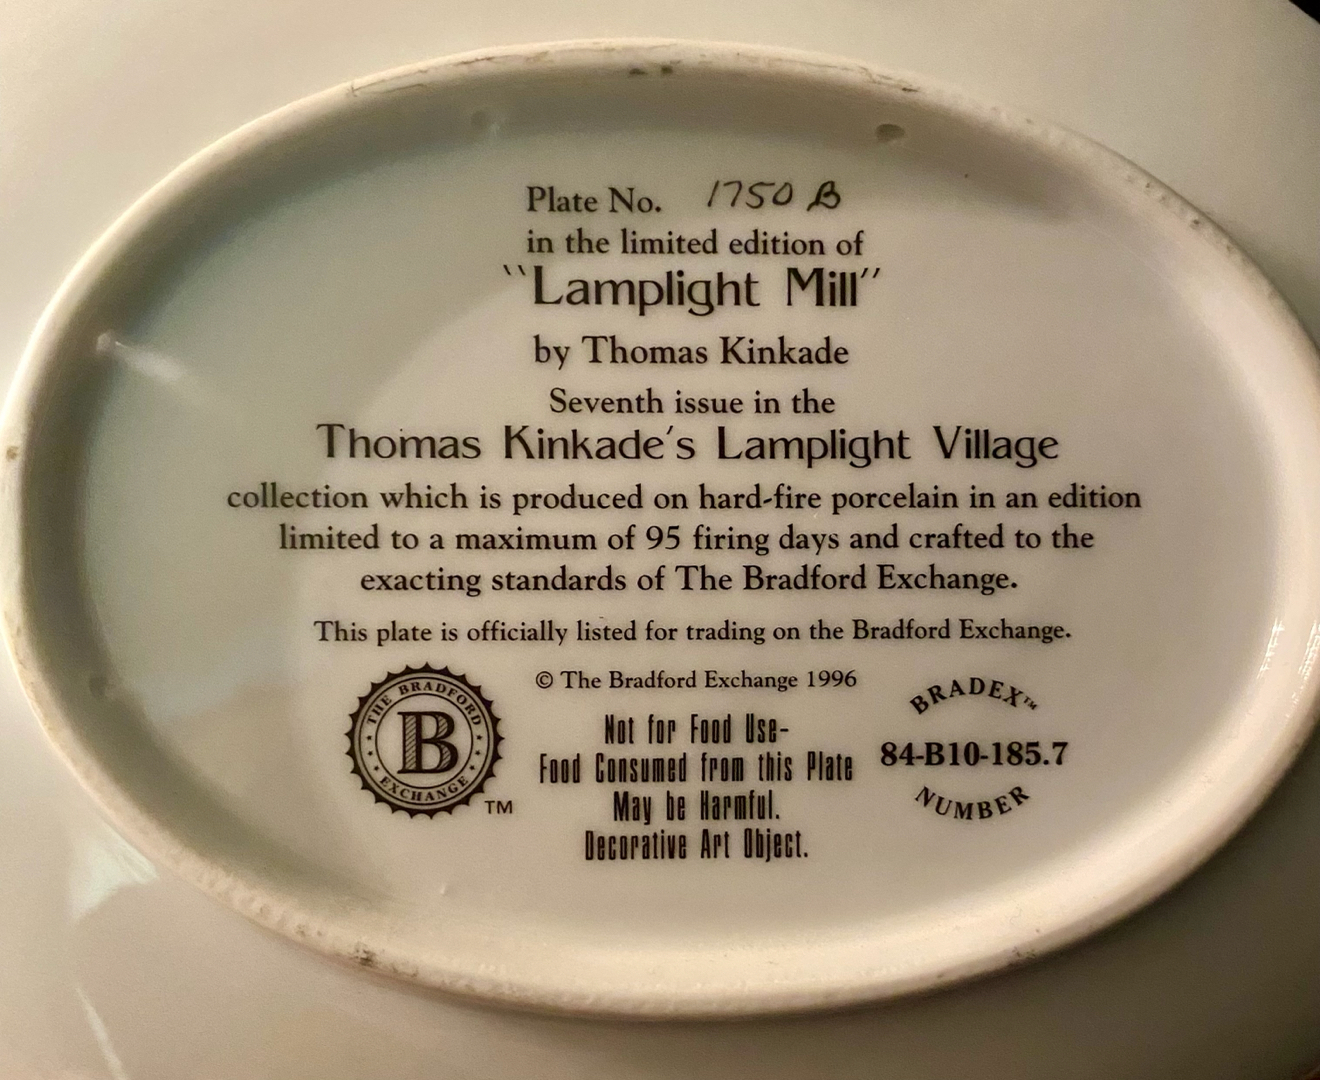 Plate No. 1750 B
in the limited edition of
"Lamplight Mill"
by Thomas Kinkade
Seventh issue in the
Thomas Kinkade's Lamplight Village
collection which is produced on hard-fire porcelain in an edition
limited to a maximum of 95 firing days and crafted to the
exacting standards of The Bradford Exchange.
This plate is officially listed for trading on the Bradford Exchange.
THE BRADFORD
B
EXCHANGE
TM
© The Bradford Exchange 1996
Not for Food Use-
Food Consumed from this Plate
May be Harmful.
Decorative Art Object.
BRADEX™
84-B10-185.7
NUMBER